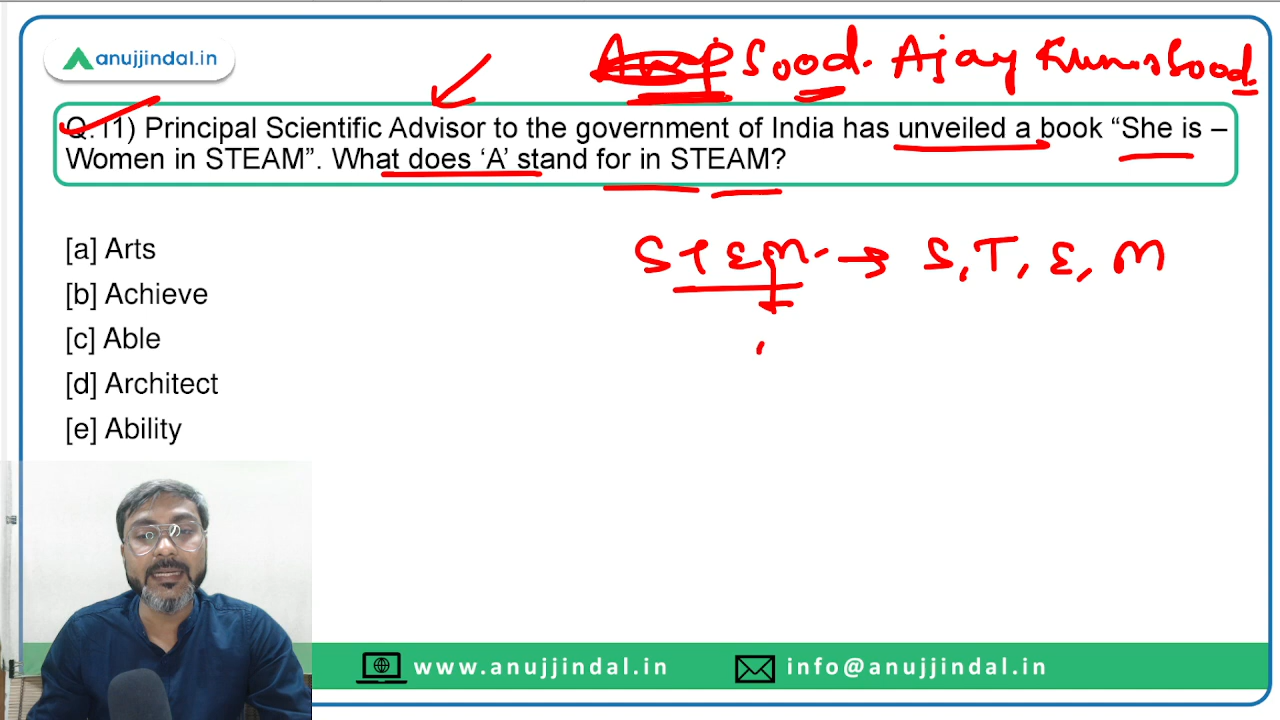 anujjindal.in
Sood. Ajay Kumar Sood.
Q.11) Principal Scientific Advisor to the government of India has unveiled a book “She is –
Women in STEAM”. What does ‘A’ stand for in STEAM?
STEM → S, T, E, M
[a] Arts
[b] Achieve
[c] Able
[d] Architect
[e] Ability
www.anujjindal.in info@anujjindal.in